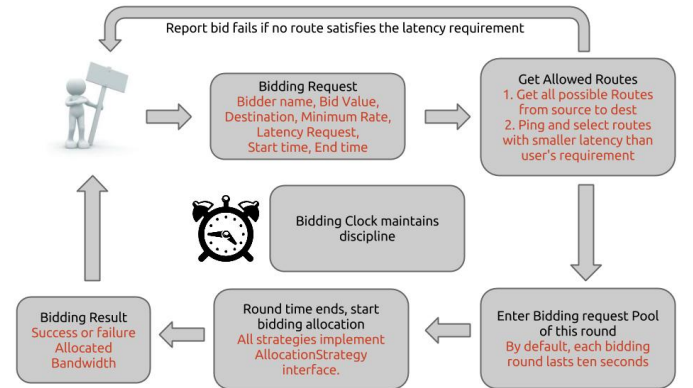 Report bid fails if no route satisfies the latency requirement
Bidding Request
Bidder name, Bid Value,
Destination, Minimum Rate,
Latency Request,
Start time, End time
Get Allowed Routes
1. Get all possible Routes
from source to dest
2. Ping and select routes
with smaller latency than
user's requirement
Bidding Clock maintains
discipline
Bidding Result
Success or failure
Allocated
Bandwidth
Round time ends, start
bidding allocation
All strategies implement
AllocationStrategy
interface.
Enter Bidding request Pool
of this round
By default, each bidding
round lasts ten seconds